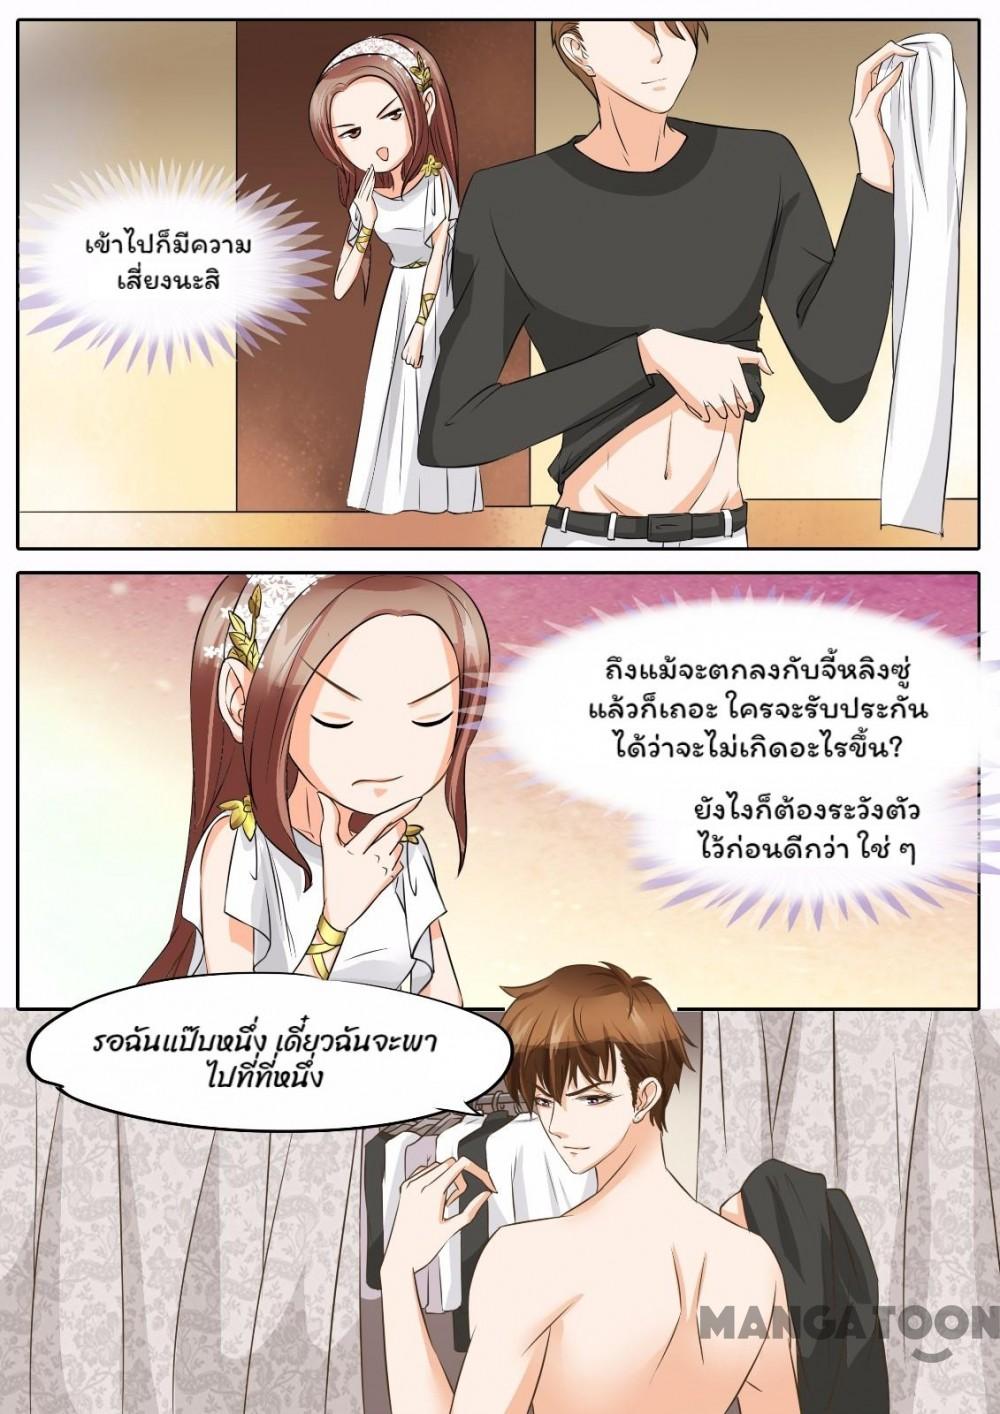 เข้าไปก็มีความ
เสี่ยงนะสิ
ถึงแม้จะตกลงกับจี้หลิงซู่
แล้วก็เถอะ ใครจะรับประกัน
ได้ว่าจะไม่เกิดอะไรขึ้น?
ยังไงก็ต้องระวังตัว
ไว้ก่อนดีกว่า ใช่ ๆ
รอฉันแป๊บหนึ่ง เดี๋ยวฉันจะพา
ไปที่ที่หนึ่ง
MANGATOON